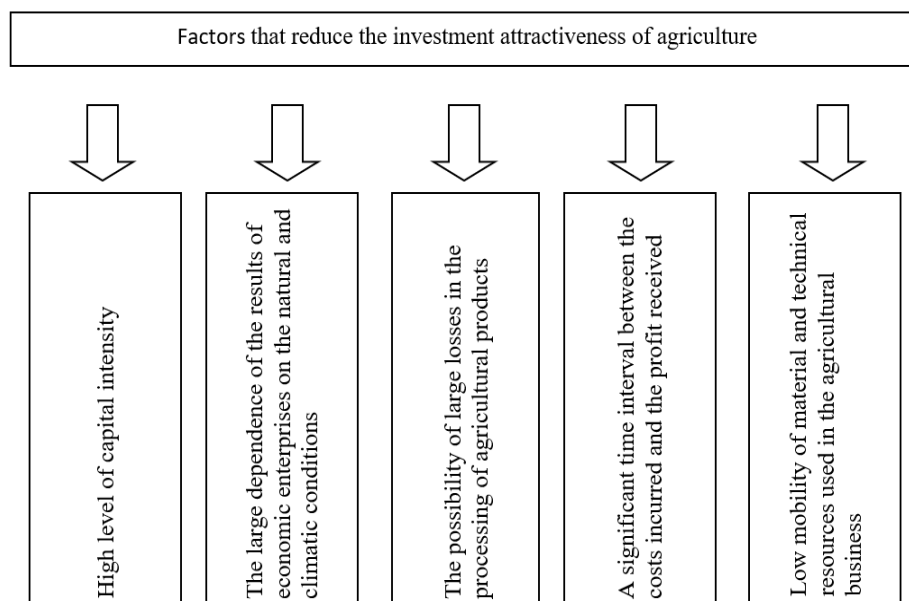 Factors that reduce the investment attractiveness of agriculture
High level of capital intensity
The large dependence of the results of
economic enterprises on the natural and
climatic conditions
The possibility of large losses in the
processing of agricultural products
A significant time interval between the
costs incurred and the profit received
Low mobility of material and technical
resources used in the agricultural
business